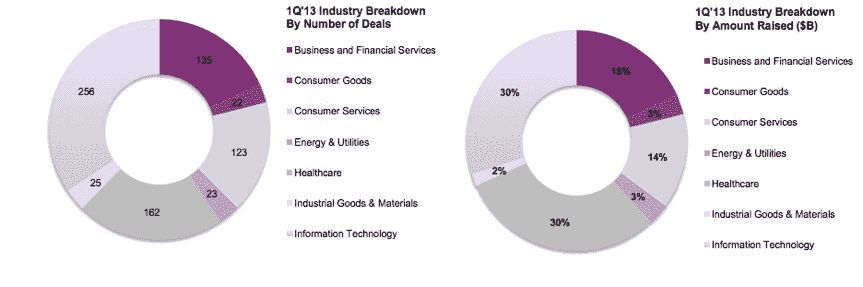 1Q'13 Industry Breakdown
By Number of Deals
135
22
123
23
162
25
256
Business and Financial Services
Consumer Goods
Consumer Services
Energy & Utilities
Healthcare
Industrial Goods & Materials
Information Technology
1Q'13 Industry Breakdown
By Amount Raised ($B)
18%
3%
14%
3%
30%
2%
30%
Business and Financial Services
Consumer Goods
Consumer Services
Energy & Utilities
Healthcare
Industrial Goods & Materials
Information Technology